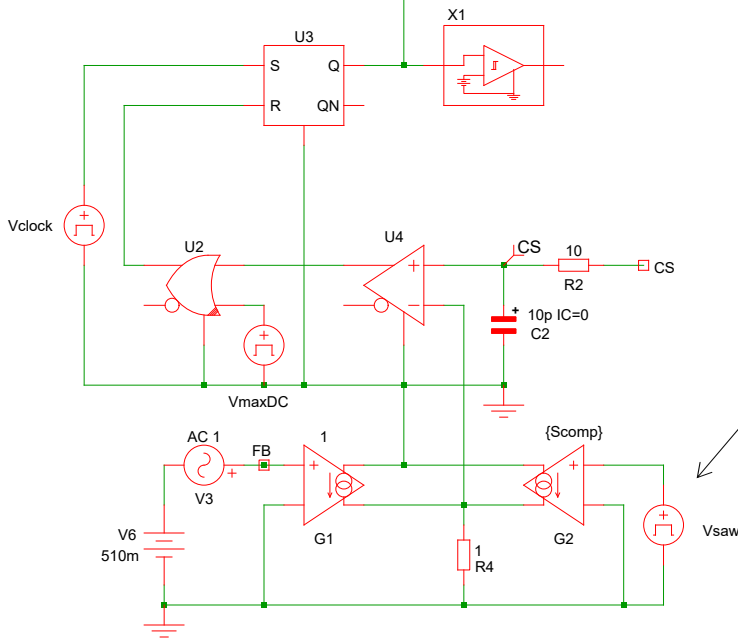 X1
U3
S
Q
R
QN
Vclock
U2
U4
CS
10
R2
CS
10p IC=0
C2
VmaxDC
AC 1
FB
1
{Scomp}
V3
V6
510m
G1
1
R4
G2
Vsaw